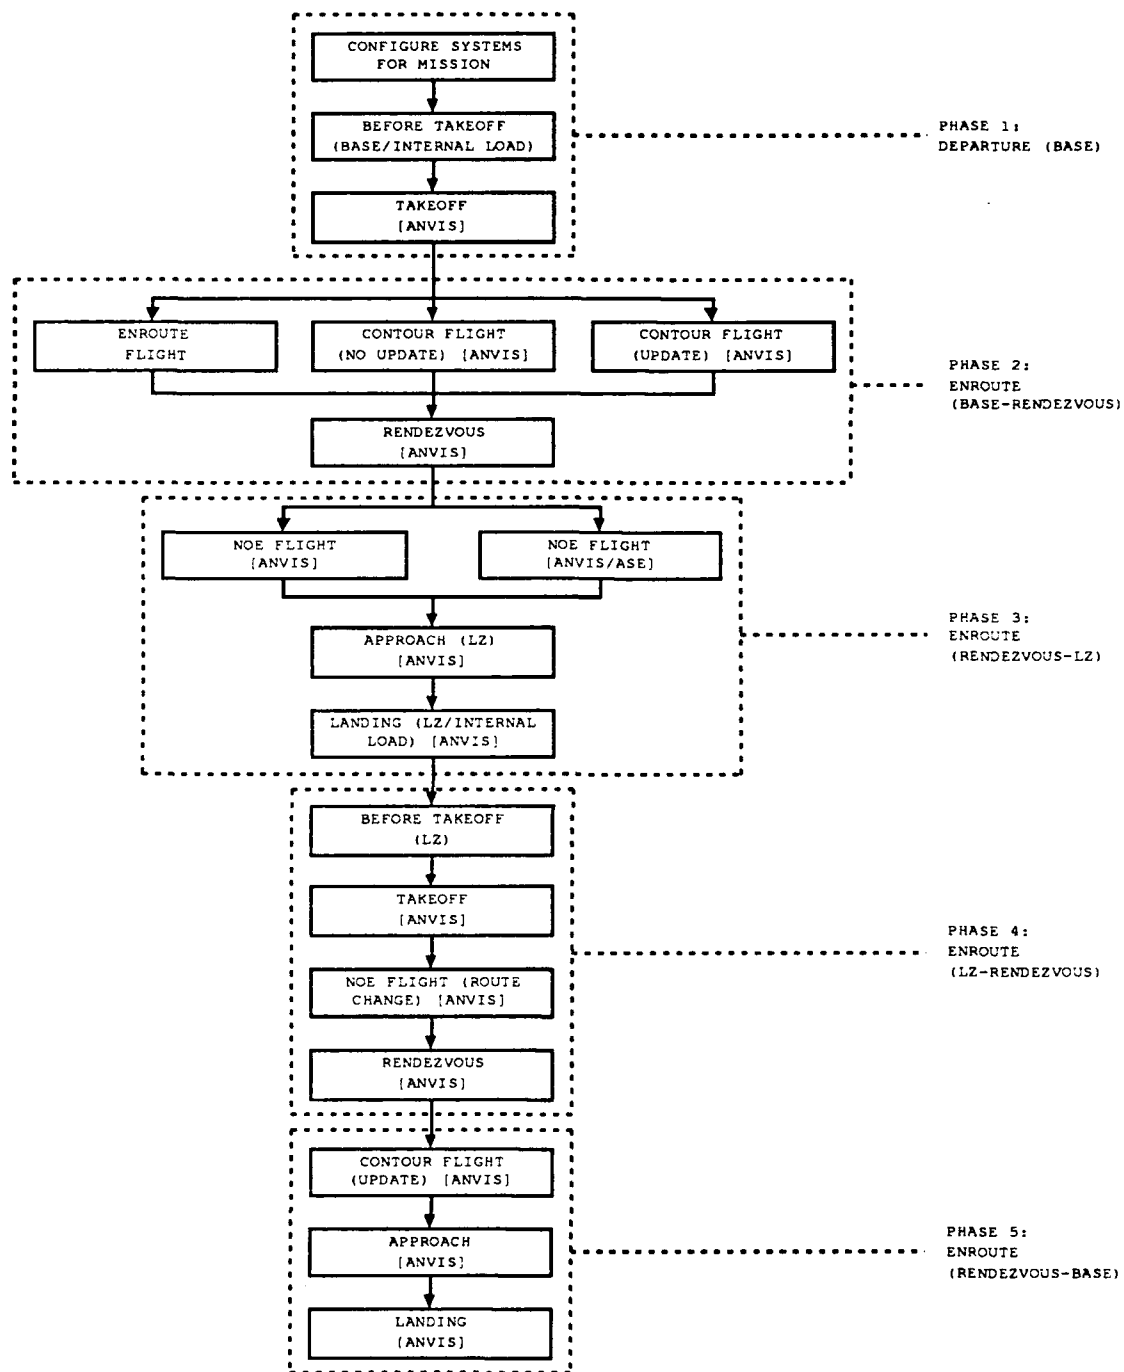 CONFIGURE SYSTEMS
FOR MISSION
BEFORE TAKEOFF
(BASE/INTERNAL LOAD)
PHASE 1:
DEPARTURE (BASE)
TAKEOFF
[ANVIS]
ENROUTE
FLIGHT
CONTOUR FLIGHT
(NO UPDATE) [ANVIS]
CONTOUR FLIGHT
(UPDATE) [ANVIS]
PHASE 2:
ENROUTE
(BASE-RENDEZVOUS)
RENDEZVOUS
[ANVIS]
NOE FLIGHT
[ANVIS]
NOE FLIGHT
[ANVIS/ASE]
PHASE 3:
ENROUTE
(RENDEZVOUS-LZ)
APPROACH (LZ)
[ANVIS]
LANDING (LZ/INTERNAL
LOAD) [ANVIS]
BEFORE TAKEOFF
(LZ)
TAKEOFF
[ANVIS]
PHASE 4:
ENROUTE
(LZ-RENDEZVOUS)
NOE FLIGHT (ROUTE
CHANGE) [ANVIS]
RENDEZVOUS
[ANVIS]
CONTOUR FLIGHT
(UPDATE) [ANVIS]
APPROACH
[ANVIS]
PHASE 5:
ENROUTE
(RENDEZVOUS-BASE)
LANDING
[ANVIS]